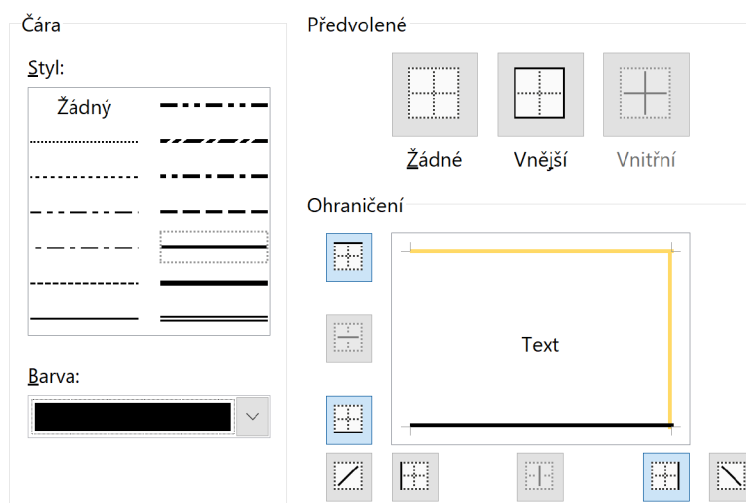 Čára
Styl:
Žádný
Barva:
Předvolené
Žádné
Vnější
Vnitřní
Ohraničení
Text